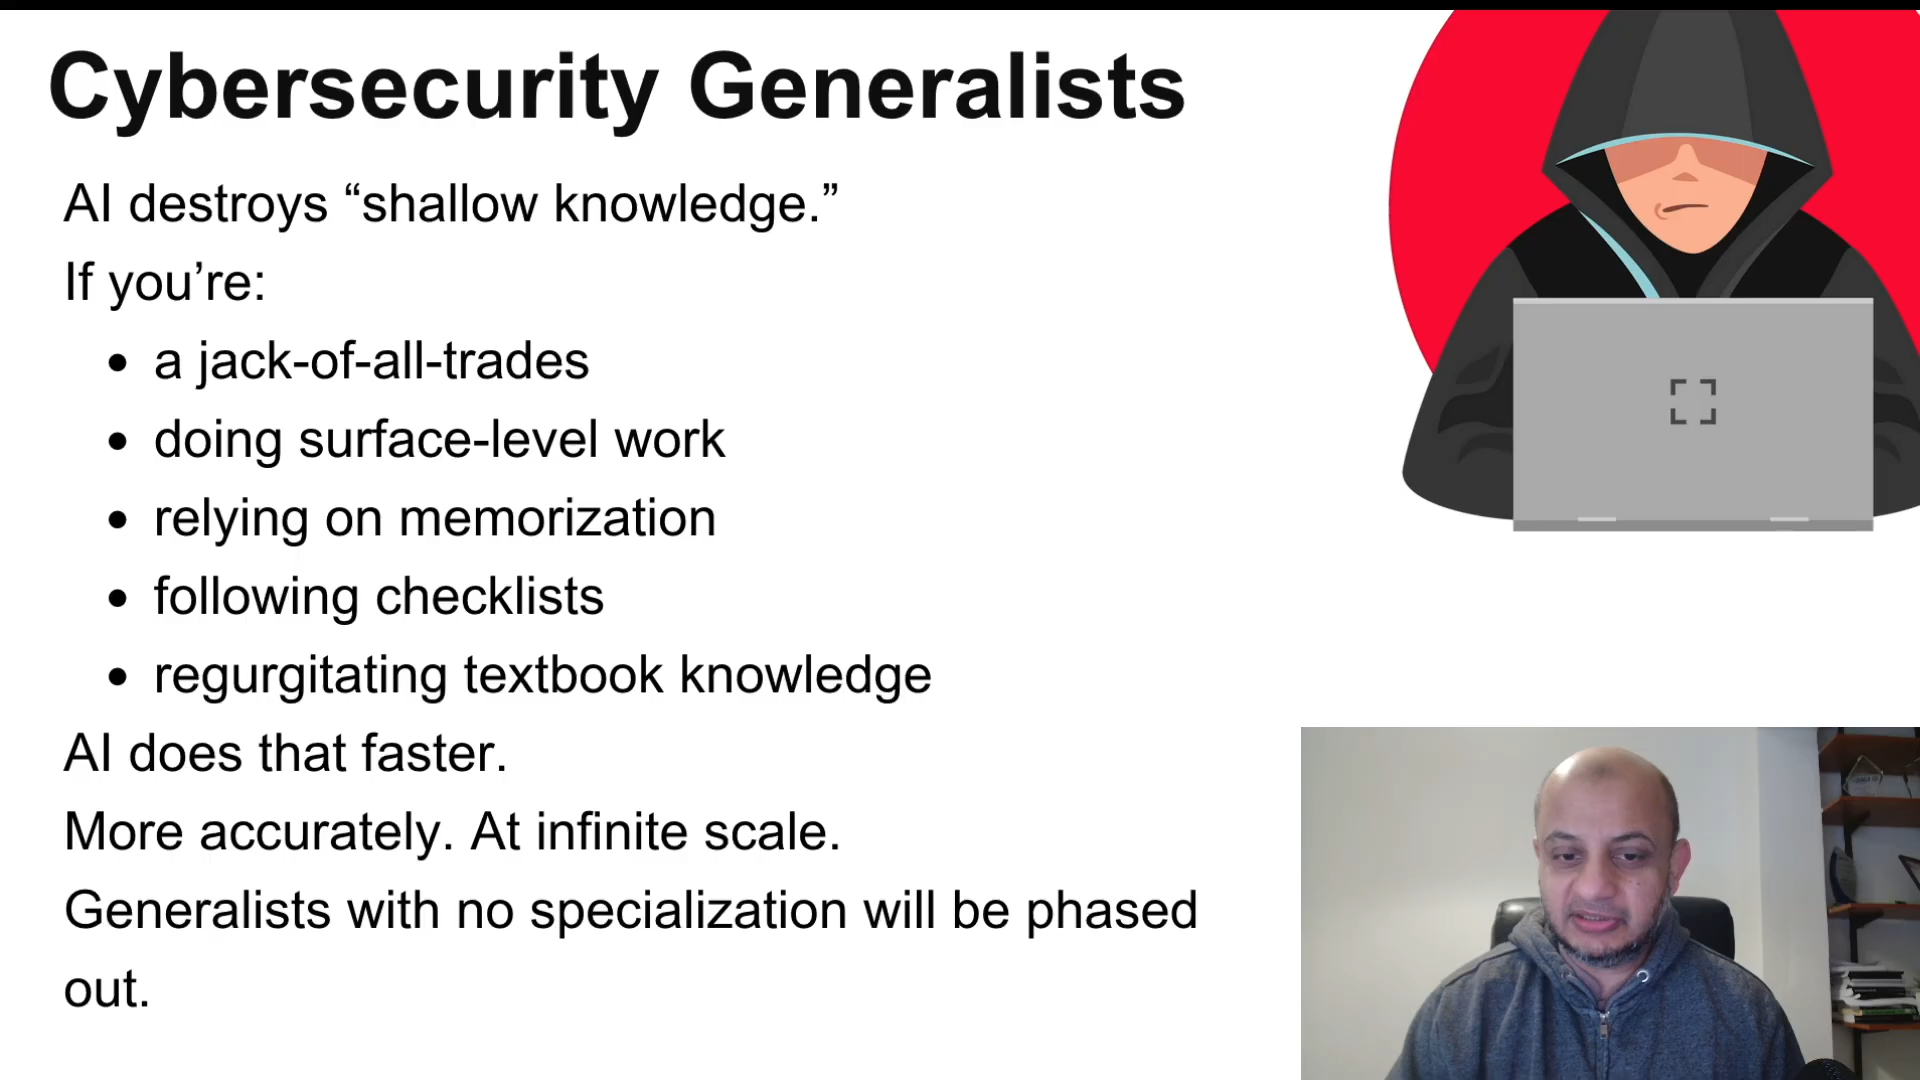 Cybersecurity Generalists
AI destroys “shallow knowledge.”
If you’re:
• a jack-of-all-trades
• doing surface-level work
• relying on memorization
• following checklists
• regurgitating textbook knowledge
AI does that faster.
More accurately. At infinite scale.
Generalists with no specialization will be phased
out.